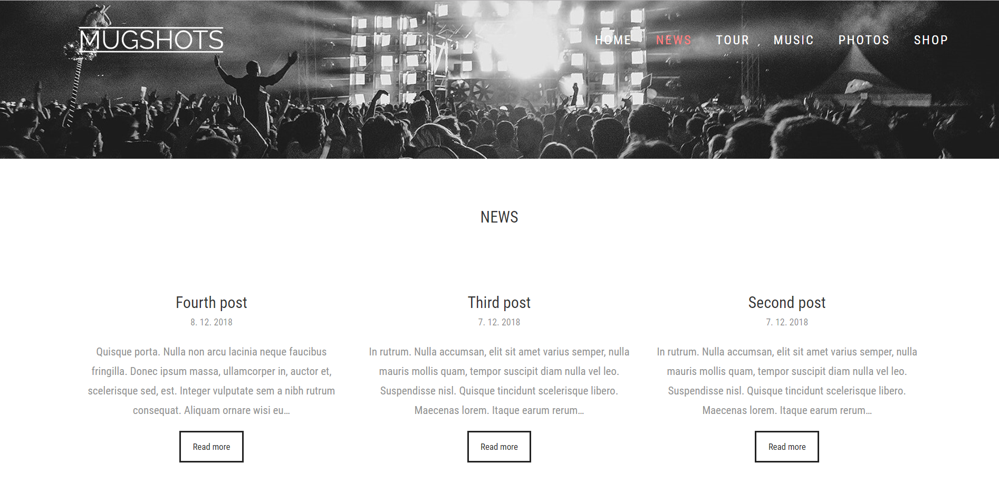 MUGSHOTS
HOME NEWS TOUR MUSIC PHOTOS SHOP
NEWS
Fourth post
8. 12. 2018
Quisque porta. Nulla non arcu lacinia neque faucibus
fringilla. Donec ipsum massa, ullamcorper in, auctor et,
scelerisque sed, est. Integer vulputate sem a nibh rutrum
consequat. Aliquam ornare wisi eu…
Read more
Third post
7. 12. 2018
In rutrum. Nulla accumsan, elit sit amet varius semper, nulla
mauris mollis quam, tempor suscipit diam nulla vel leo.
Suspendisse nisl. Quisque tincidunt scelerisque libero.
Maecenas lorem. Itaque earum rerum…
Read more
Second post
7. 12. 2018
In rutrum. Nulla accumsan, elit sit amet varius semper, nulla
mauris mollis quam, tempor suscipit diam nulla vel leo.
Suspendisse nisl. Quisque tincidunt scelerisque libero.
Maecenas lorem. Itaque earum rerum…
Read more